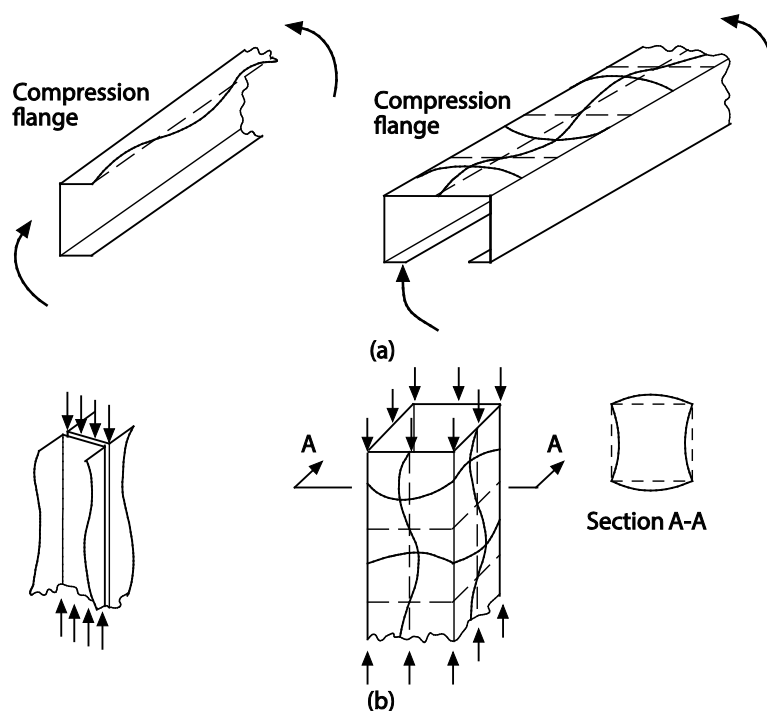 Compression
flange
Compression
flange
(a)
A
A
Section A-A
(b)